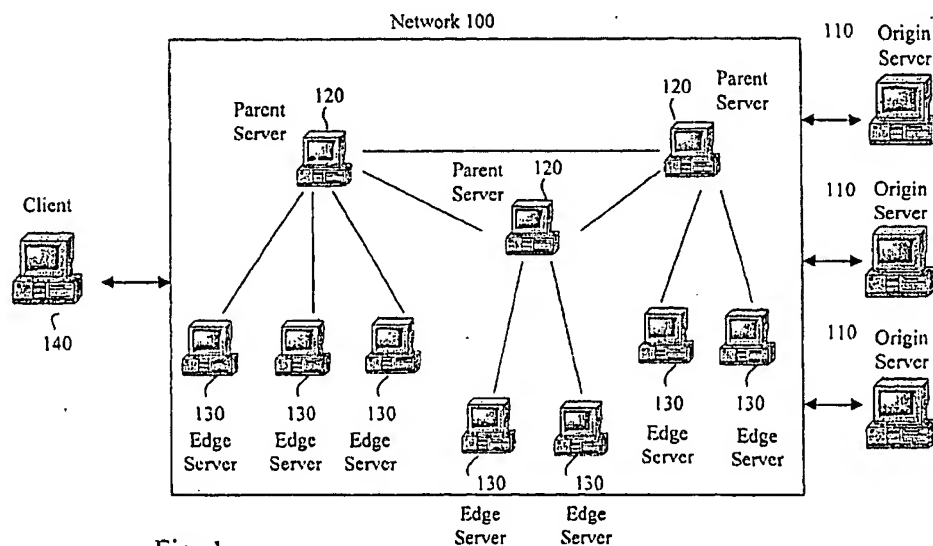 Network 100
110 Origin
Server
120
Parent
Server
120
Parent
Server
Parent
Server
120
Client
140
110 Origin
Server
110 Origin
Server
130
Edge
Server
130
Edge
Server
130
Edge
Server
130
Edge
Server
130
Edge
Server
130
Edge
Server
130
Edge
Server